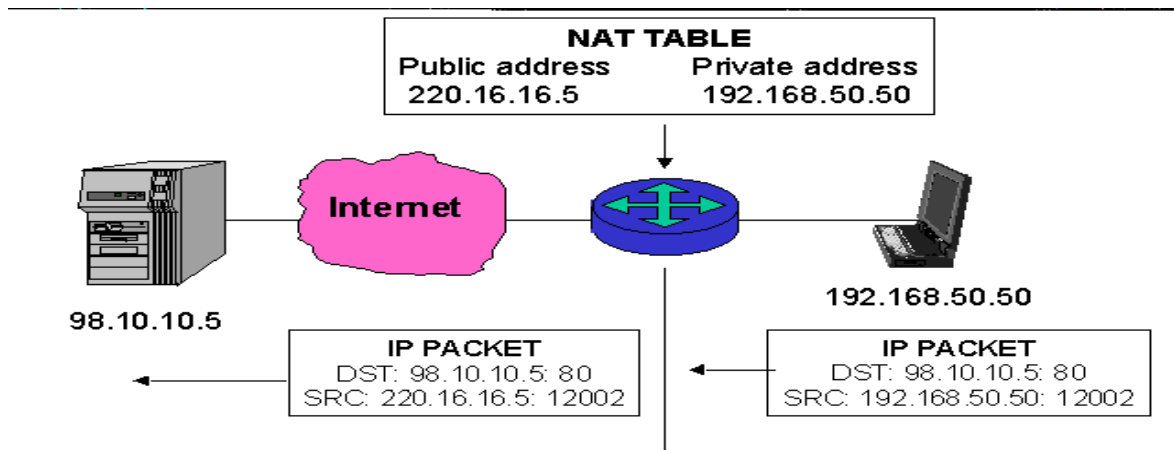 NAT TABLE
Public address Private address
220.16.16.5 192.168.50.50
Internet
98.10.10.5
192.168.50.50
IP PACKET
DST: 98.10.10.5: 80
SRC: 220.16.16.5: 12002
IP PACKET
DST: 98.10.10.5: 80
SRC: 192.168.50.50: 12002